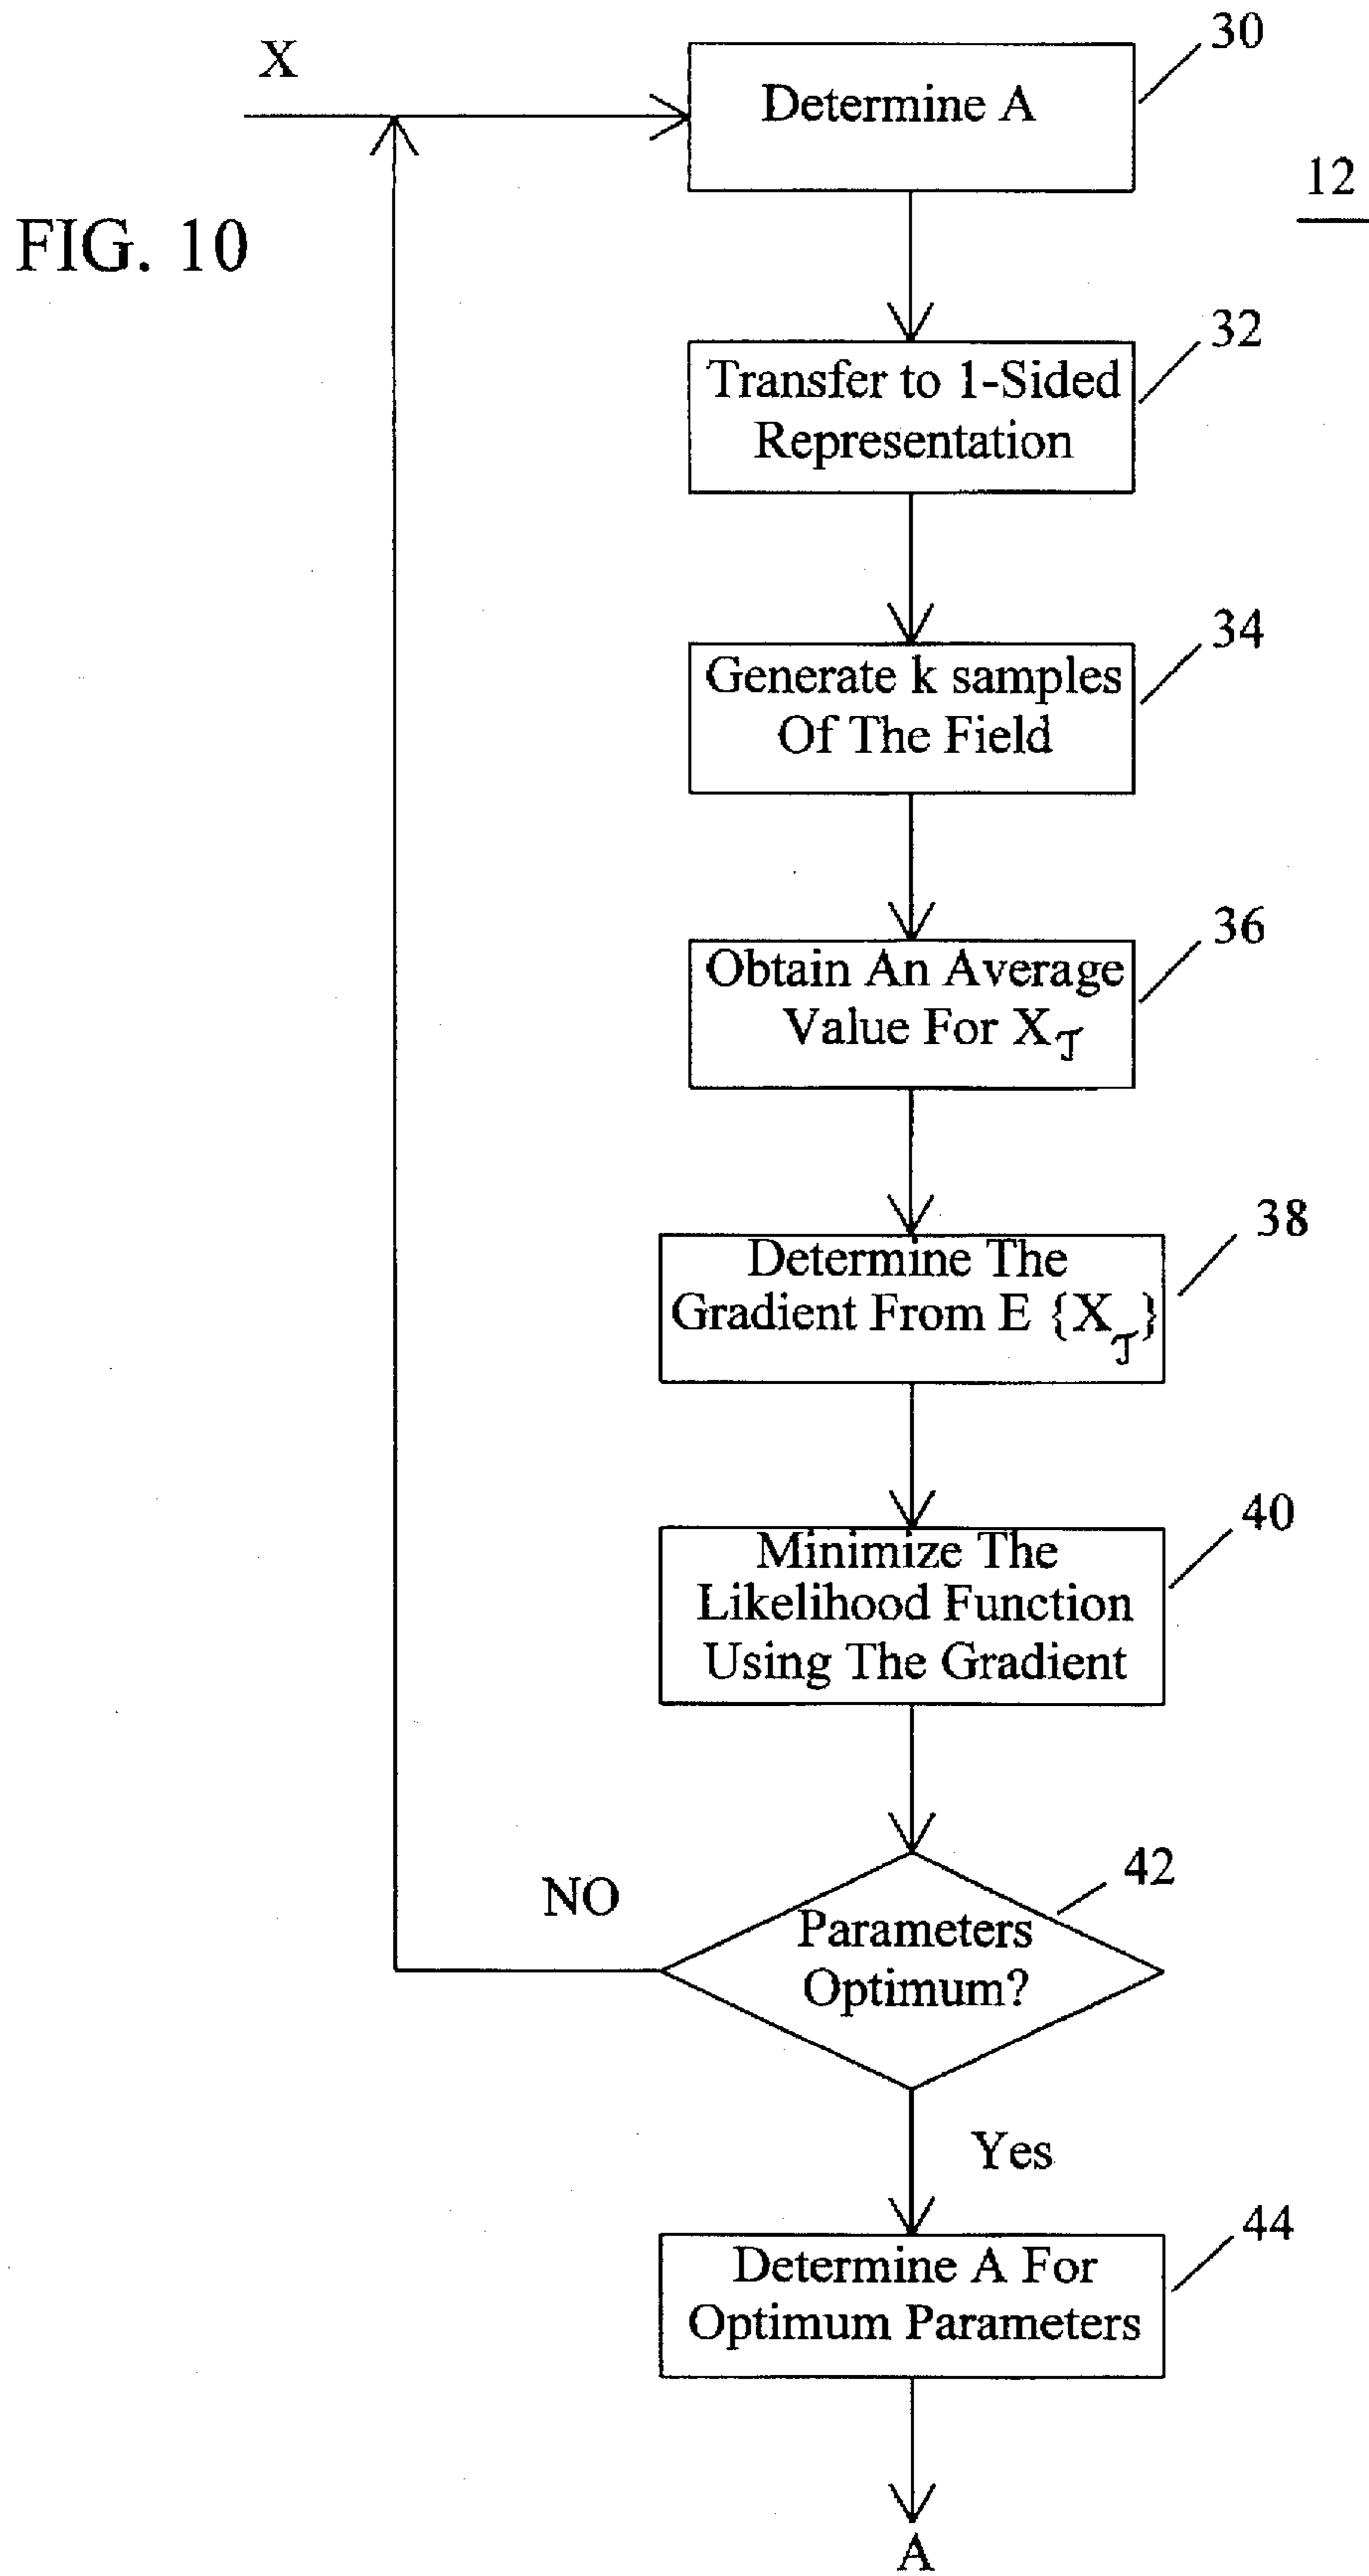 X
30
Determine A
12
FIG. 10
32
Transfer to 1-Sided
Representation
34
Generate k samples
Of The Field
36
Obtain An Average
Value For X𝒯
38
Determine The
Gradient From E {X𝒯}
40
Minimize The
Likelihood Function
Using The Gradient
42
NO
Parameters
Optimum?
Yes
44
Determine A For
Optimum Parameters
A